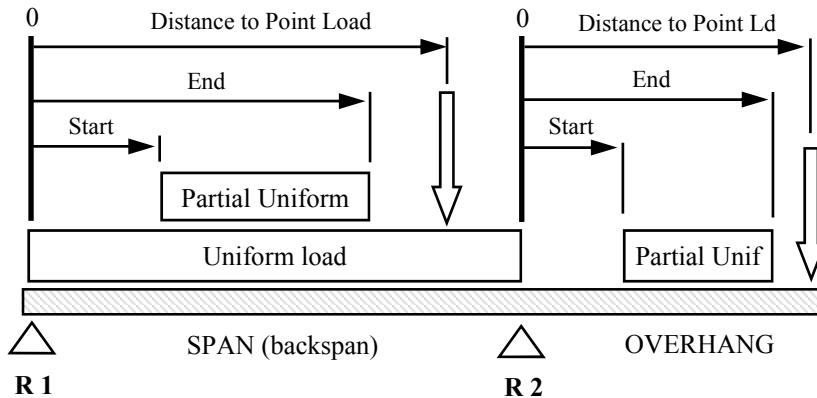 0
0
Distance to Point Load
Distance to Point Ld
End
End
Start
Start
Partial Uniform
Uniform load
Partial Unif
SPAN (backspan)
OVERHANG
R 1
R 2